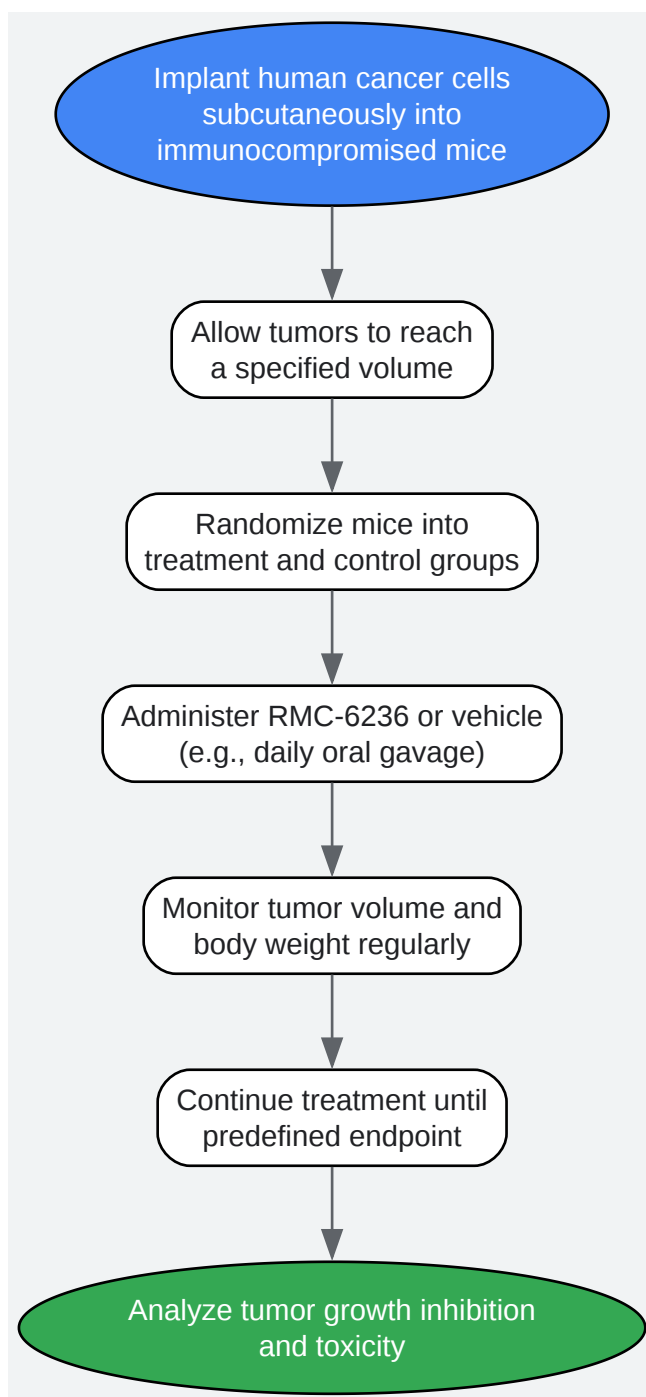 Implant human cancer cells
subcutaneously into
immunocompromised mice
Allow tumors to reach
a specified volume
Randomize mice into
treatment and control groups
Administer RMC-6236 or vehicle
(e.g., daily oral gavage)
Monitor tumor volume and
body weight regularly
Continue treatment until
predefined endpoint
Analyze tumor growth inhibition
and toxicity